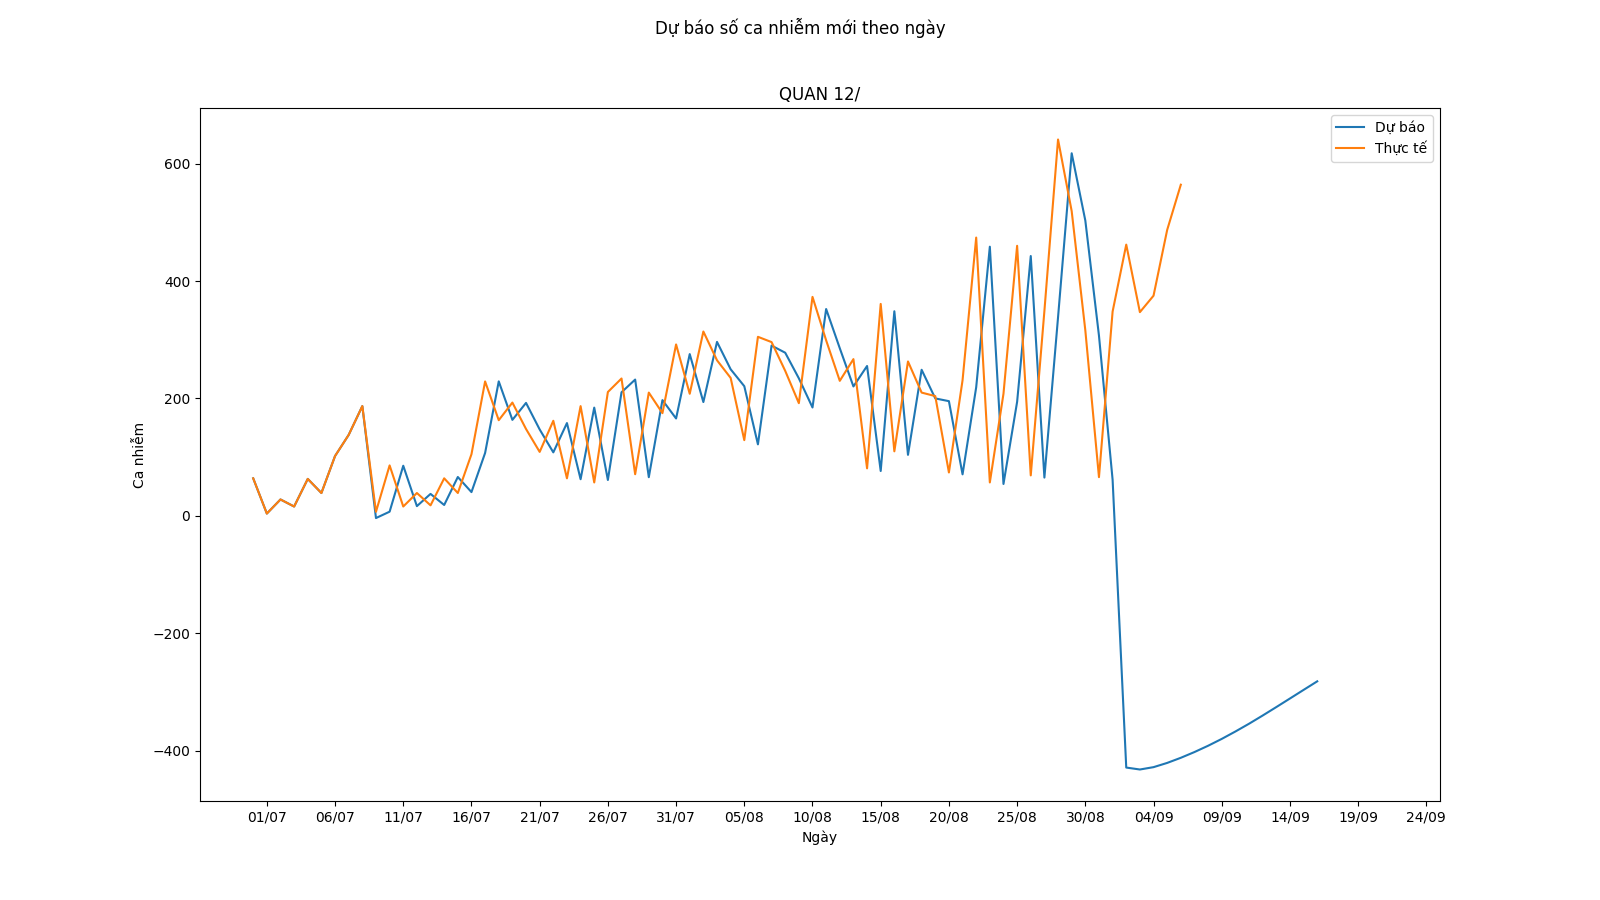 Dự báo số ca nhiễm mới theo ngày
QUAN 12/
Dự báo
Thực tế
600
400
200
0
−200
−400
Ca nhiễm
01/07 06/07 11/07 16/07 21/07 26/07 31/07 05/08 10/08 15/08 20/08 25/08 30/08 04/09 09/09 14/09 19/09 24/09
Ngày